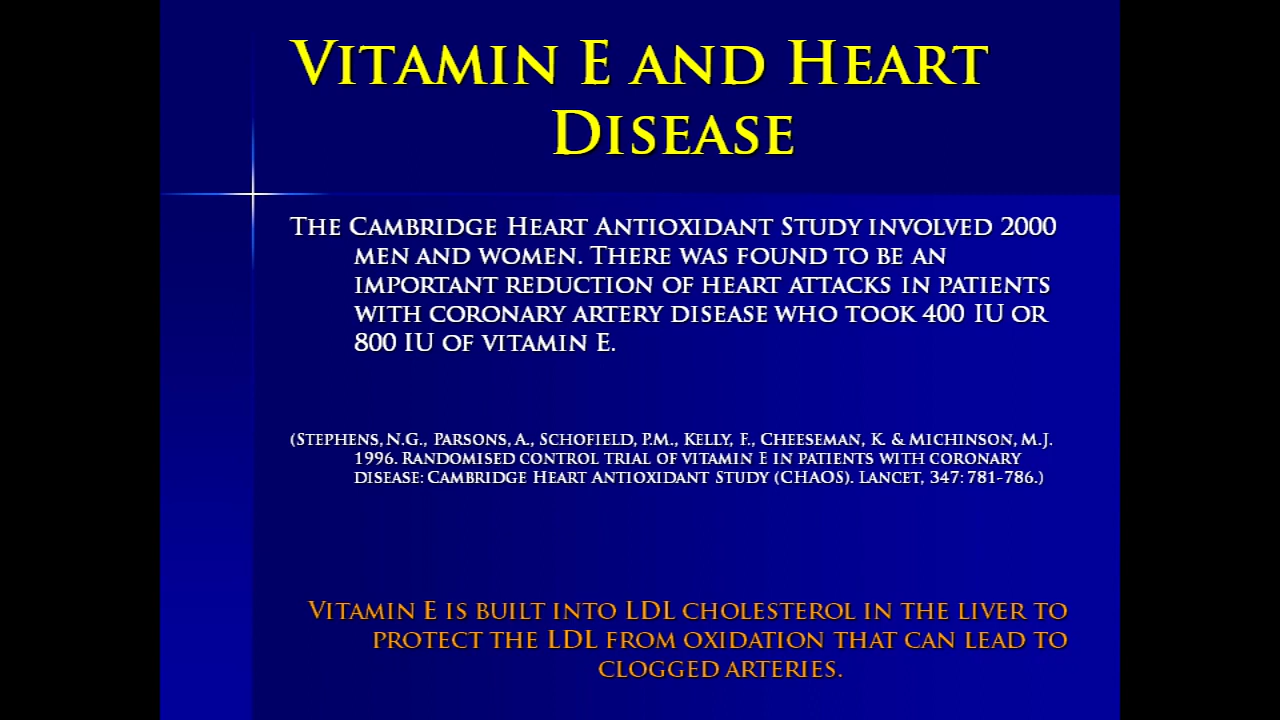 Vitamin E and Heart
Disease
The Cambridge Heart Antioxidant Study involved 2000
men and women. There was found to be an
important reduction of heart attacks in patients
with coronary artery disease who took 400 IU or
800 IU of vitamin E.
(Stephens, N.G., Parsons, A., Schofield, P.M., Kelly, F., Cheeseman, K. & Michinson, M.J.
1996. Randomised control trial of vitamin E in patients with coronary
disease: Cambridge Heart Antioxidant Study (CHAOS). Lancet, 347: 781-786.)
Vitamin E is built into LDL cholesterol in the liver to
protect the LDL from oxidation that can lead to
clogged arteries.